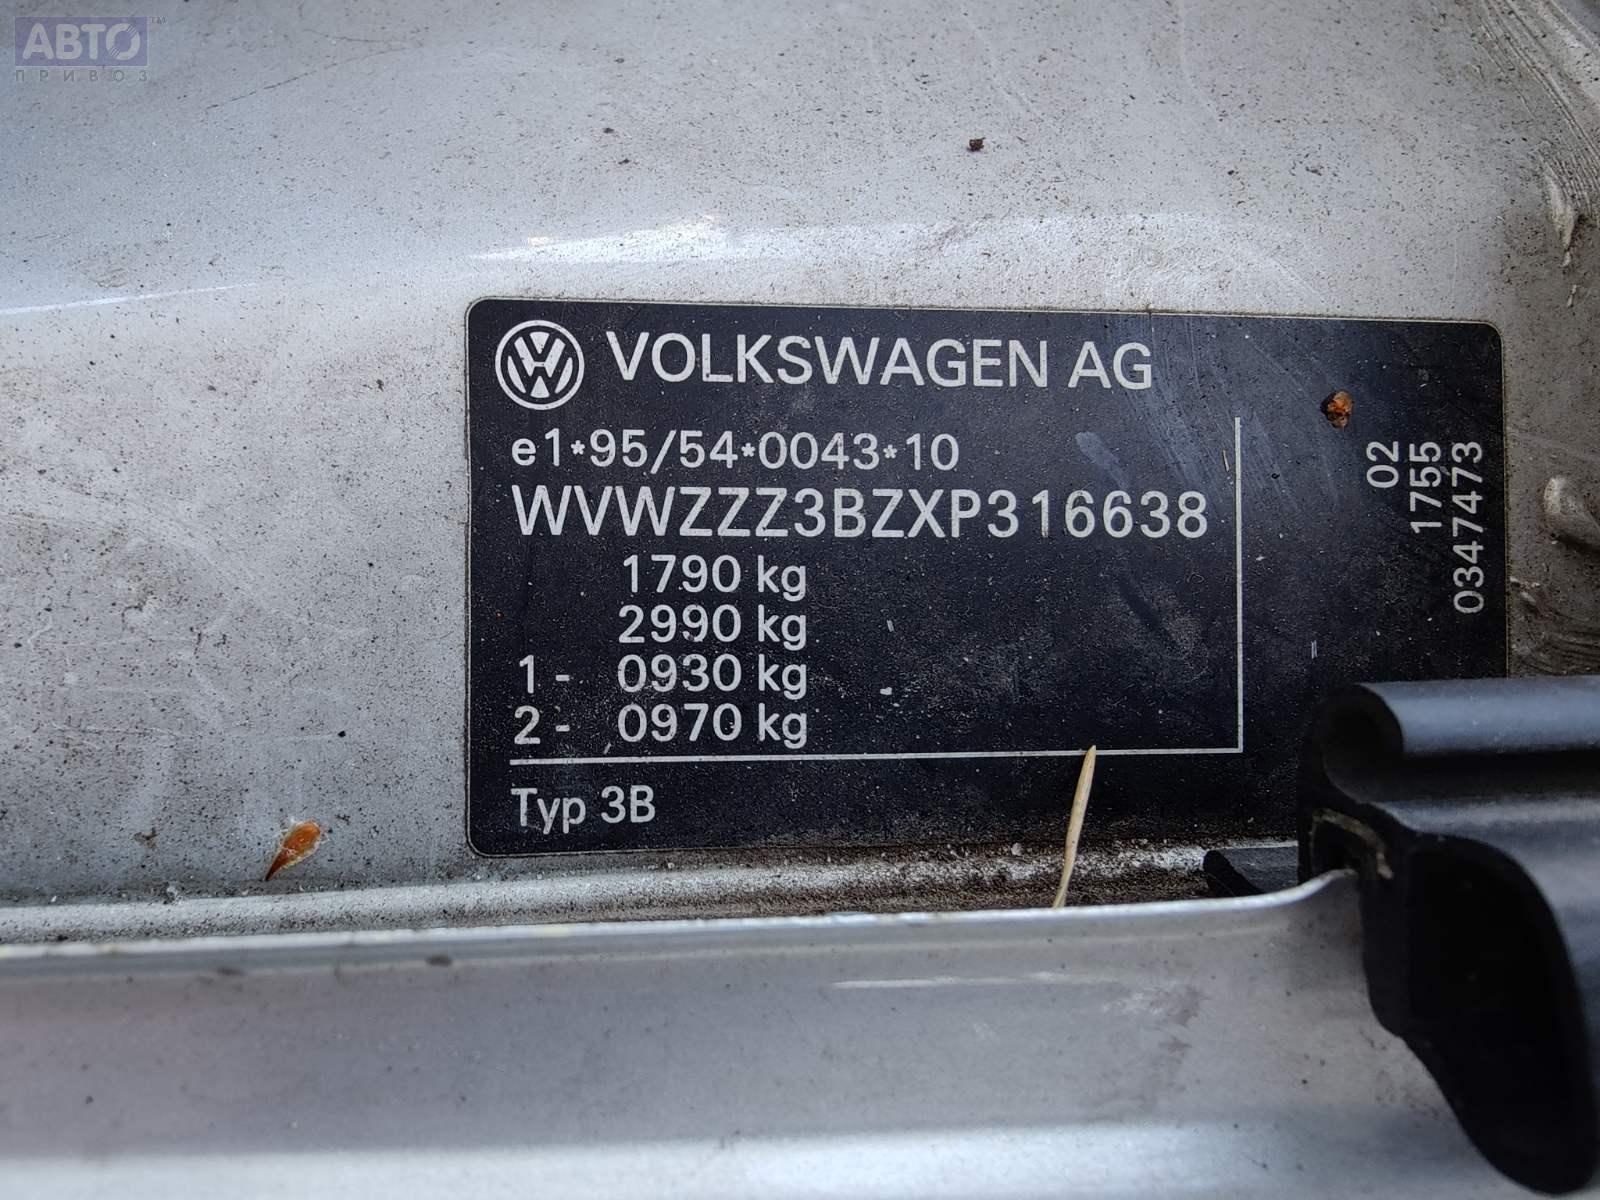 АВТО™
ПРИВОЗ
VOLKSWAGEN AG
e1*95/54*0043*10
WVWZZZ3BZXP316638
1790 kg
2990 kg
1- 0930 kg
2- 0970 kg
Typ 3B
02
1755
0347473